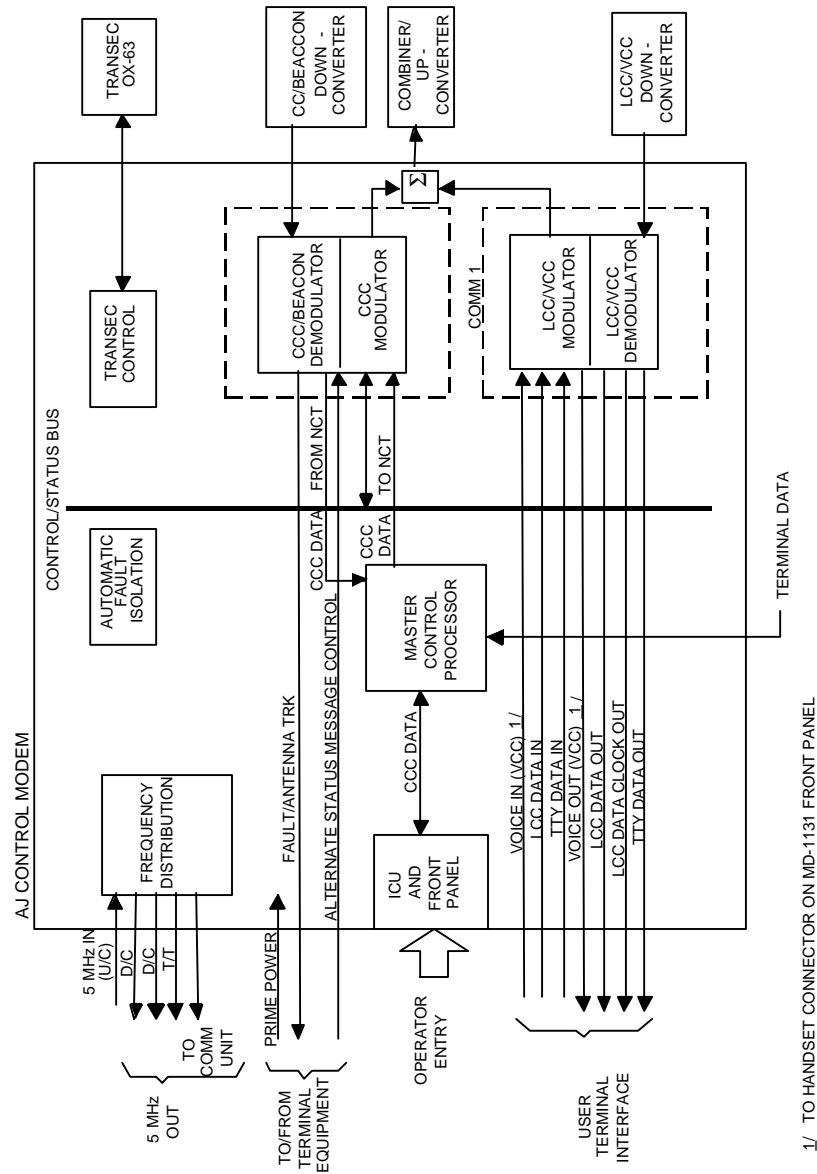 AJ CONTROL MODEM
CONTROL/STATUS BUS
5 MHz IN
(U/C)
D/C
D/C
T/T
TO
COMM
UNIT
5 MHz
OUT
FREQUENCY
DISTRIBUTION
AUTOMATIC
FAULT
ISOLATION
TRANSEC
CONTROL
TRANSEC
OX-63
PRIME POWER
TO/FROM
TERMINAL
EQUIPMENT
FAULT/ANTENNA TRK
ALTERNATE STATUS MESSAGE CONTROL
CCC DATA
FROM NCT
CCC
DATA
TO NCT
CCC/BEACON
DEMODULATOR
CCC
MODULATOR
CC/BEACCON
DOWN -
CONVERTER
Σ
COMBINER/
UP -
CONVERTER
OPERATOR
ENTRY
ICU
AND
FRONT
PANEL
CCC DATA
MASTER
CONTROL
PROCESSOR
COMM 1
VOICE IN (VCC) 1/
LCC DATA IN
TTY DATA IN
VOICE OUT (VCC) 1/
LCC DATA OUT
LCC DATA CLOCK OUT
TTY DATA OUT
LCC/VCC
MODULATOR
LCC/VCC
DEMODULATOR
LCC/VCC
DOWN -
CONVERTER
USER
TERMINAL
INTERFACE
TERMINAL DATA
1/ TO HANDSET CONNECTOR ON MD-1131 FRONT PANEL